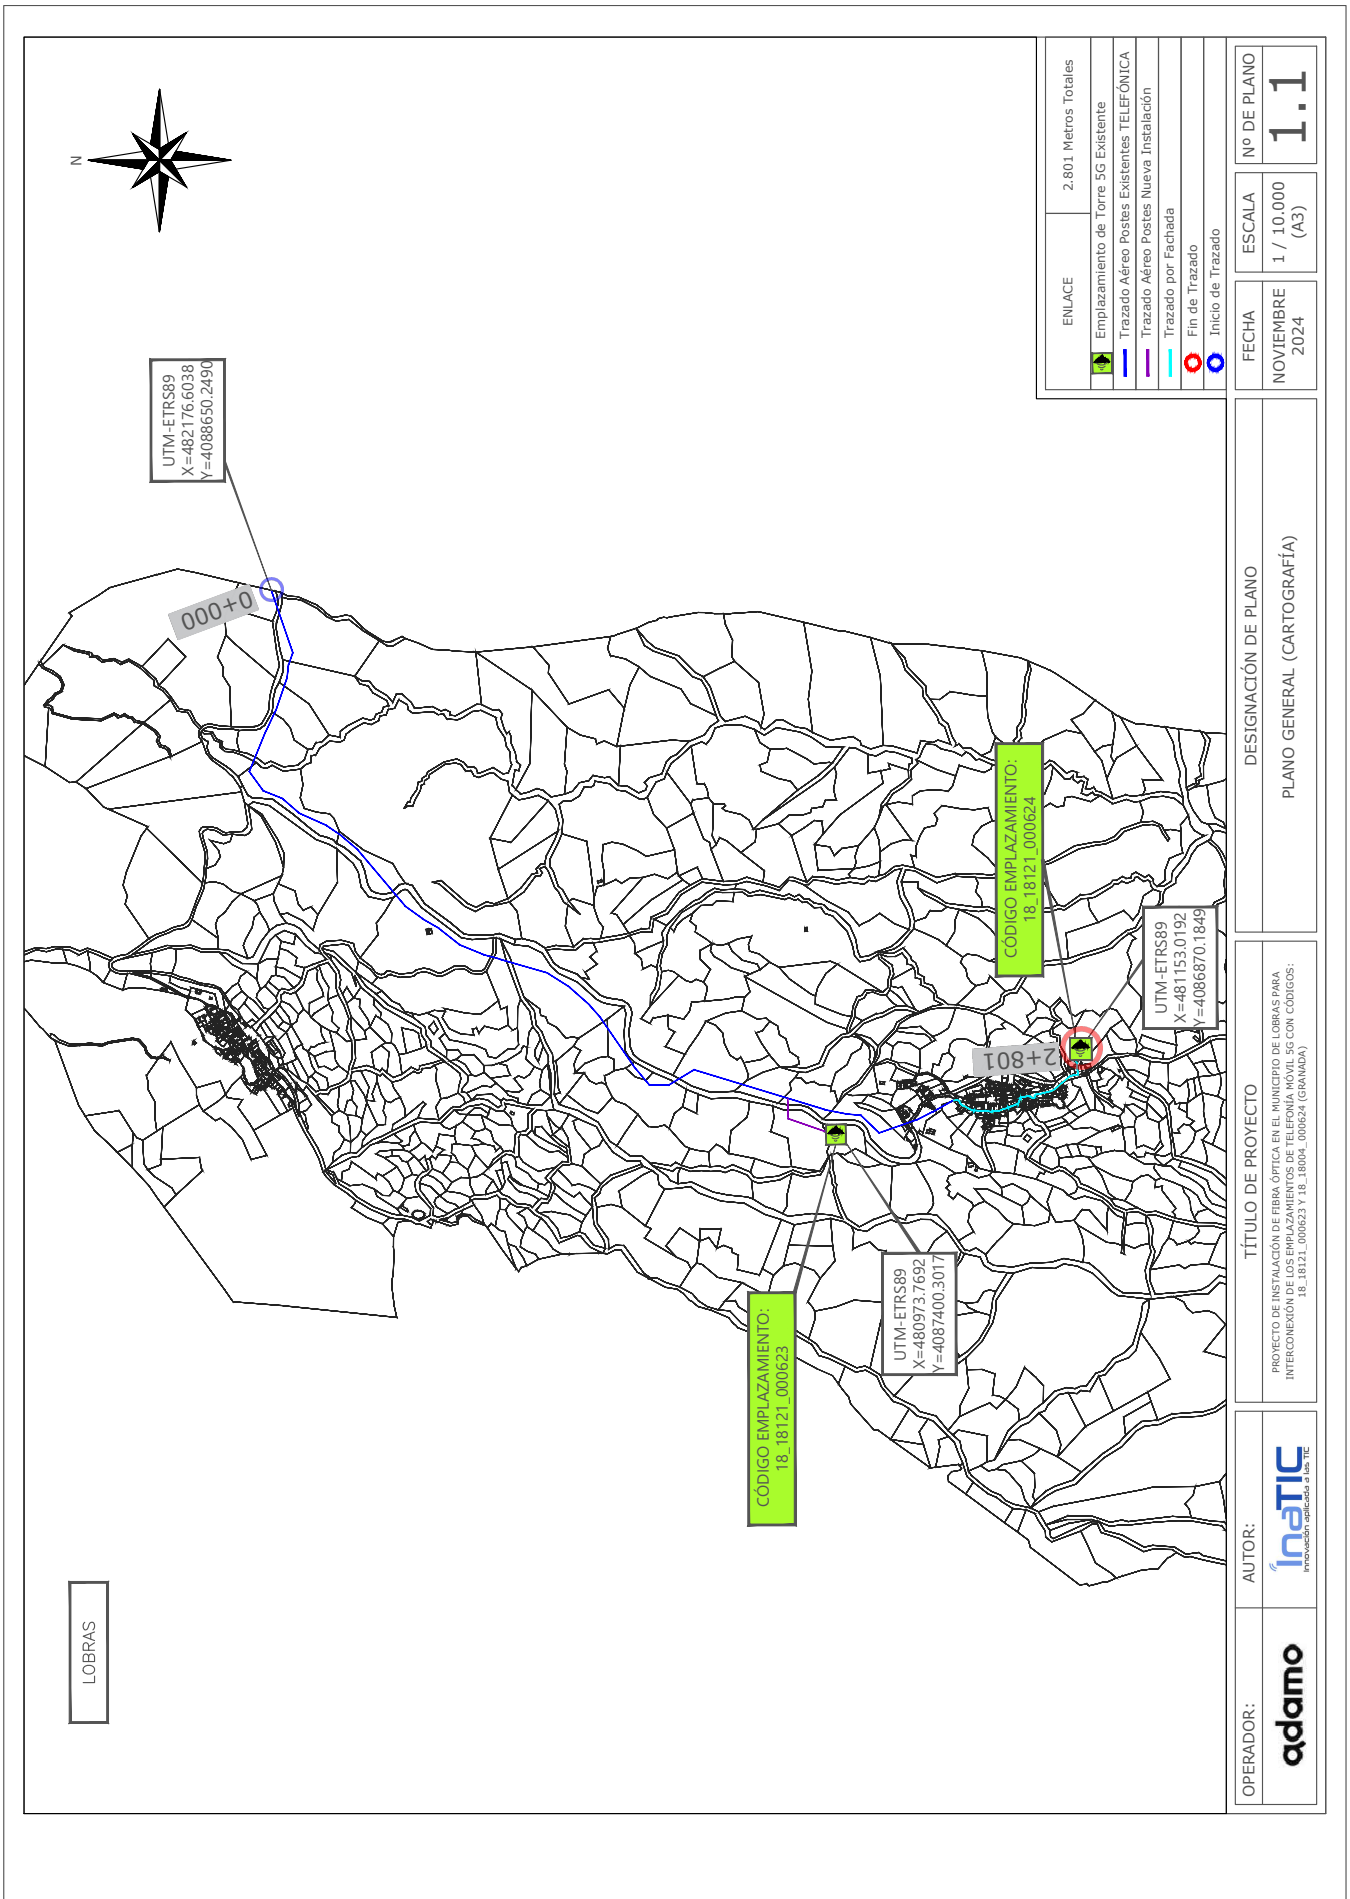 LOBRAS
N
UTM-ETRS89
X=482176.6038
Y=4088650.2490
0+000
CÓDIGO EMPLAZAMIENTO:
18_18121_000623
UTM-ETRS89
X=480973.7692
Y=4087400.3017
CÓDIGO EMPLAZAMIENTO:
18_18121_000624
2+801
UTM-ETRS89
X=481153.0192
Y=4086870.1849
ENLACE
2.801 Metros Totales
Emplazamiento de Torre 5G Existente
Trazado Aéreo Postes Existentes TELEFÓNICA
Trazado Aéreo Postes Nueva Instalación
Trazado por Fachada
Fin de Trazado
Inicio de Trazado
OPERADOR:
adamo
AUTOR:
inaTIC
Innovación aplicada a las TIC
TÍTULO DE PROYECTO
PROYECTO DE INSTALACIÓN DE FIBRA ÓPTICA EN EL MUNICIPIO DE LOBRAS PARA
INTERCONEXIÓN DE LOS EMPLAZAMIENTOS DE TELEFONÍA MÓVIL 5G CON CÓDIGOS:
18_18121_000623 Y 18_18004_000624 (GRANADA)
DESIGNACIÓN DE PLANO
PLANO GENERAL (CARTOGRAFÍA)
FECHA
NOVIEMBRE
2024
ESCALA
1 / 10.000
(A3)
Nº DE PLANO
1.1